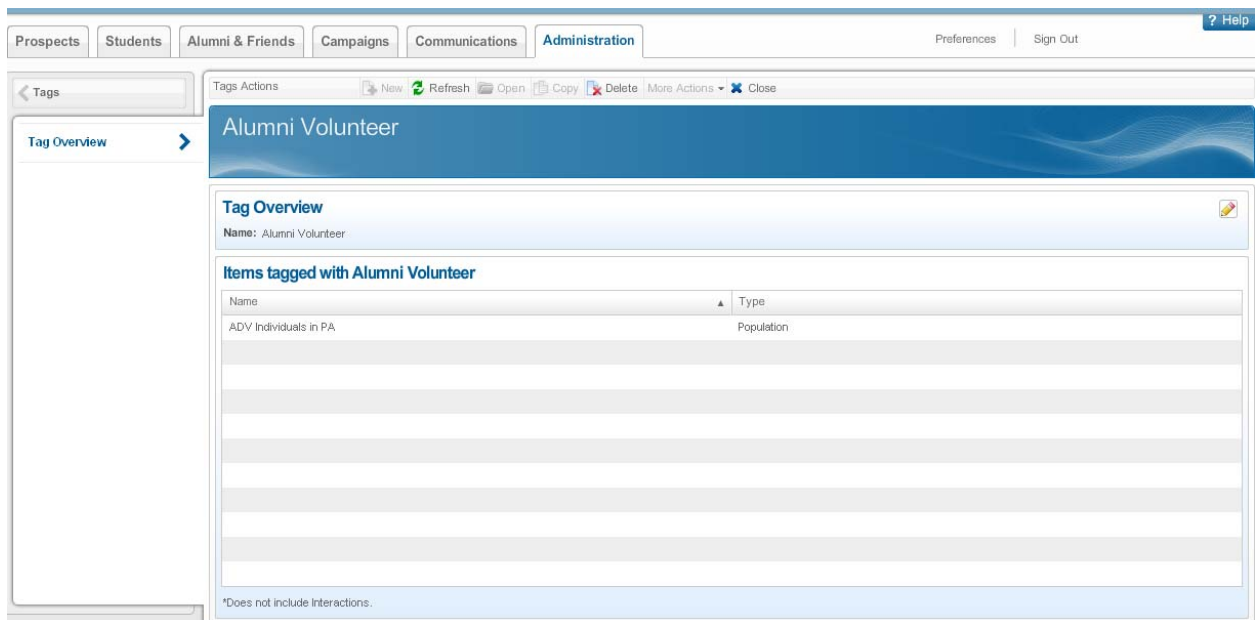 ? Help
Prospects Students Alumni & Friends Campaigns Communications Administration Preferences Sign Out
Tags
Tags Actions New Refresh Open Copy Delete More Actions Close
Tag Overview
Alumni Volunteer
Tag Overview
Name: Alumni Volunteer
Items tagged with Alumni Volunteer
Name Type
ADV Individuals in PA Population
*Does not include Interactions.